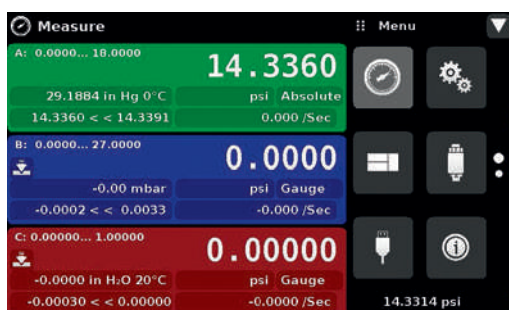 Measure
Menu
A: 0.0000... 18.0000
14.3360
29.1884 in Hg 0°C
psi Absolute
14.3360 < < 14.3391
0.000 /Sec
B: 0.0000... 27.0000
0.0000
-0.00 mbar
psi Gauge
-0.0002 < < 0.0033
-0.000 /Sec
C: 0.00000... 1.00000
0.00000
-0.0000 in H₂O 20°C
psi Gauge
-0.00030 < < 0.00000
-0.0000 /Sec
14.3314 psi